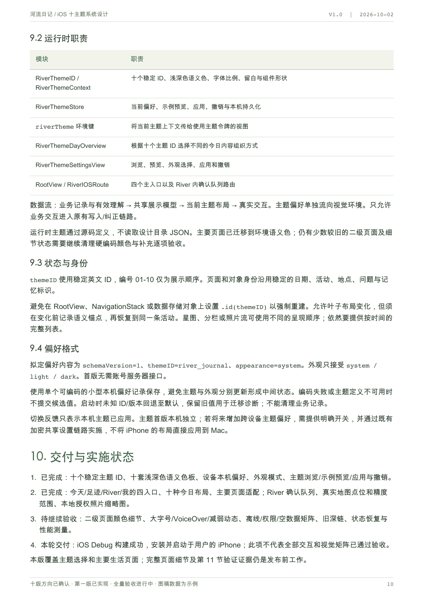 河流日记 / iOS 十主题系统设计
V1.0 | 2026-10-02
9.2 运行时职责
模块 职责
RiverThemeID /
RiverThemeContext
十个稳定 ID、浅深色语义色、字体比例、留白与组件形状
RiverThemeStore 当前偏好、示例预览、应用、撤销与本机持久化
riverTheme 环境键 将当前主题上下文传给使用主题令牌的视图
RiverThemeDayOverview 根据十个主题 ID 选择不同的今日内容组织方式
RiverThemeSettingsView 浏览、预览、外观选择、应用和撤销
RootView / RiverIOSRoute 四个主入口以及 River 内确认队列路由
数据流：业务记录与有效理解 → 共享展示模型 → 当前主题布局 → 真实交互。主题偏好单独流向视觉环境。只允许
业务交互进入原有写入/纠正链路。
运行时主题通过源码定义，不读取设计目录 JSON。主要页面已迁移到环境语义色；仍有少数较旧的二级页面及细
节状态需要继续清理硬编码颜色与补充逐项验收。
9.3 状态与身份
themeID 使用稳定英文 ID，编号 01-10 仅为展示顺序。页面和对象身份沿用稳定的日期、活动、地点、问题与记
忆标识。
避免在 RootView、NavigationStack 或数据存储对象上设置 .id(themeID) 以强制重建。允许叶子布局变化，但须
在变化前记录语义锚点，再恢复到同一条活动。星图、分栏或照片流可使用不同的呈现顺序；依然要提供按时间的
完整列表。
9.4 偏好格式
拟定偏好内容为 schemaVersion=1、themeID=river_journal、appearance=system。外观只接受 system /
light / dark。首版无需账号服务器接口。
使用单个可编码的小型本机偏好记录保存，避免主题与外观分别更新形成中间状态。编码失败或主题定义不可用时
不提交候选值。启动时未知 ID/版本回退至默认，保留旧值用于迁移诊断；不能清理业务记录。
切换反馈只表示本机主题已应用。主题首版本机独立；若将来增加跨设备主题偏好，需提供明确开关，并通过既有
加密共享设置链路实施，不将 iPhone 的布局直接应用到 Mac。
10. 交付与实施状态
1. 已完成：十个稳定主题 ID、十套浅深色语义色板、设备本机偏好、外观模式、主题浏览/示例预览/应用与撤销。
2. 已完成：今天/足迹/River/我的四入口、十种今日布局、主要页面适配；River 确认队列、真实地图点位和精度
范围、本地授权照片缩略图。
3. 待继续验收：二级页面颜色细节、大字号/VoiceOver/减弱动态、离线/权限/空数据矩阵、旧深链、状态恢复与
性能测量。
4. 本轮交付：iOS Debug 构建成功，安装并启动于用户的 iPhone；此项不代表全部交互和视觉矩阵已通过验收。
本版覆盖主题选择和主要生活页面；完整页面细节及第 11 节验证证据仍是发布前工作。
十版方向已确认 · 第一版已实现 · 全量验收进行中 · 图稿数据为示例
10